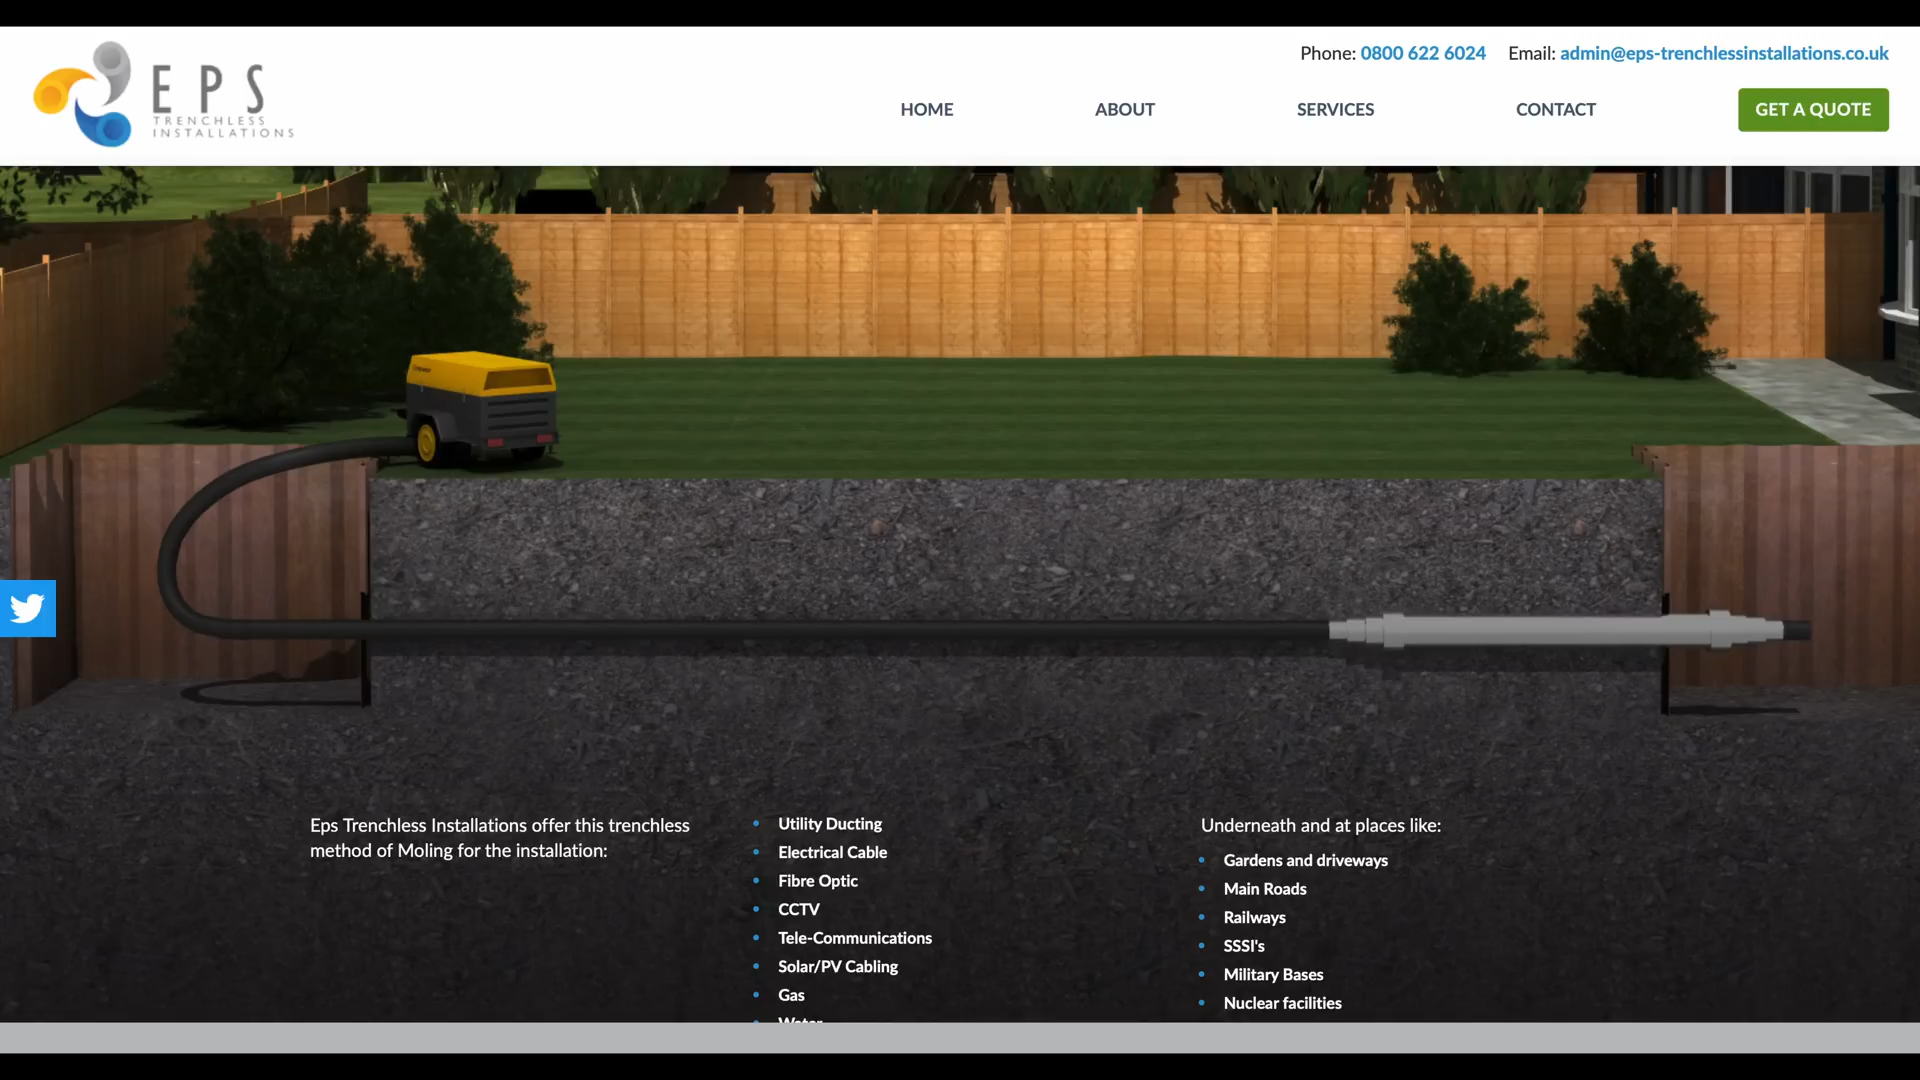 EPS
TRENCHLESS
INSTALLATIONS
Phone: 0800 622 6024 Email: admin@eps-trenchlessinstallations.co.uk
HOME ABOUT SERVICES CONTACT GET A QUOTE
Eps Trenchless Installations offer this trenchless
method of Moling for the installation:
Utility Ducting
Electrical Cable
Fibre Optic
CCTV
Tele-Communications
Solar/PV Cabling
Gas
Water
Underneath and at places like:
Gardens and driveways
Main Roads
Railways
SSSI's
Military Bases
Nuclear facilities